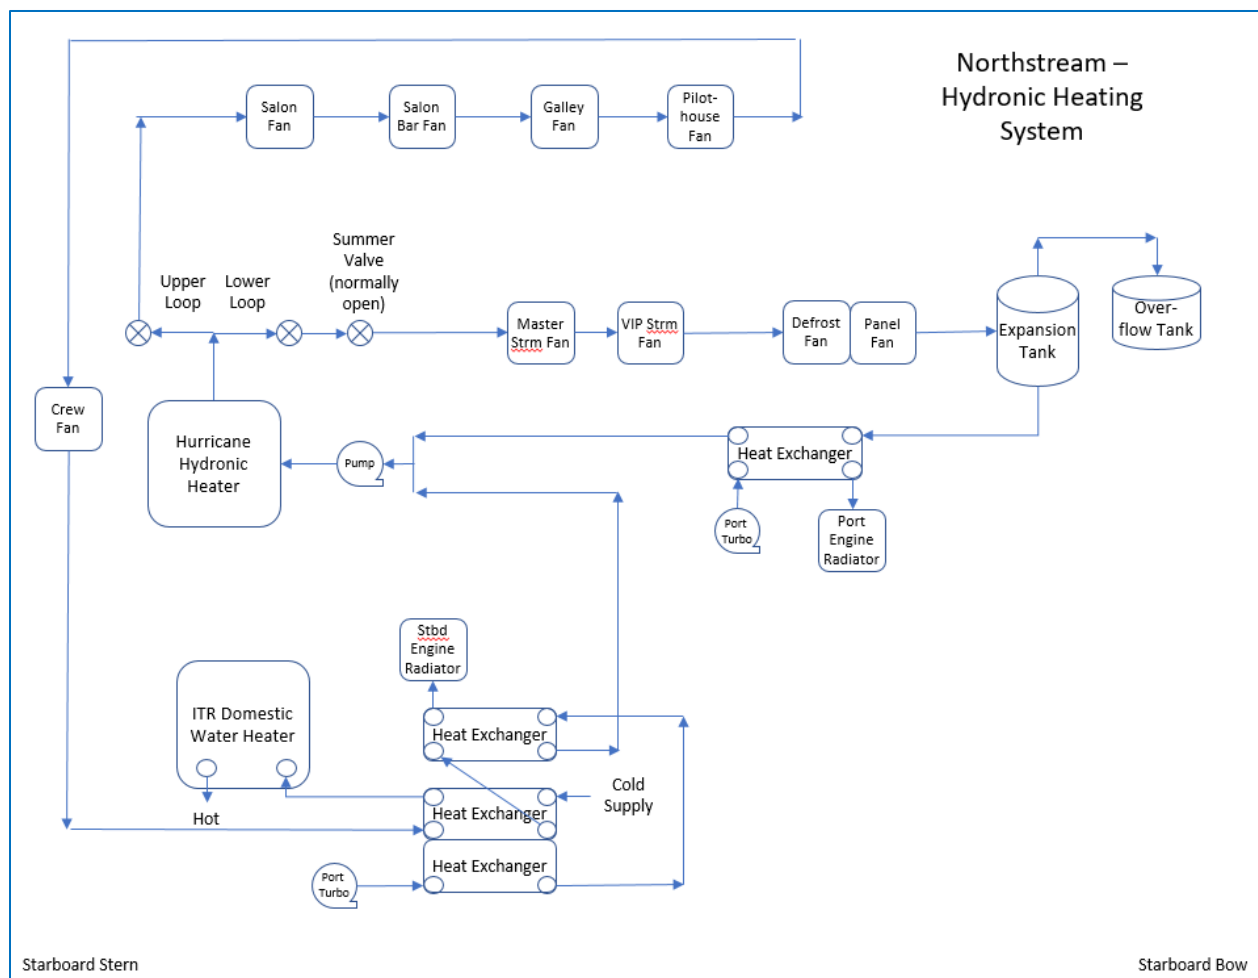 Northstream –
Hydronic Heating
System
Salon
Fan
Salon
Bar Fan
Galley
Fan
Pilot-
house
Fan
Summer
Valve
(normally
open)
Upper
Loop
Lower
Loop
Master
Strm Fan
VIP Strm
Fan
Defrost
Fan
Panel
Fan
Expansion
Tank
Over-
flow Tank
Crew
Fan
Hurricane
Hydronic
Heater
Pump
Heat Exchanger
Port
Turbo
Port
Engine
Radiator
Stbd
Engine
Radiator
ITR Domestic
Water Heater
Heat Exchanger
Cold
Supply
Hot
Heat Exchanger
Heat Exchanger
Port
Turbo
Starboard Stern
Starboard Bow